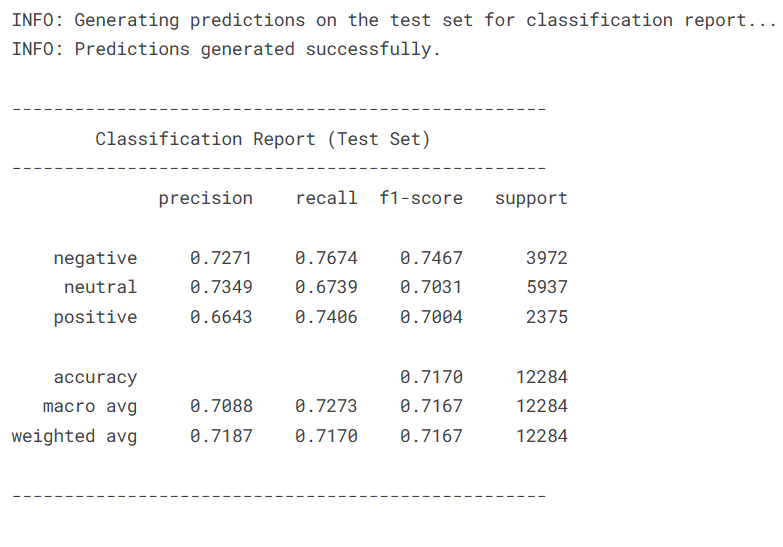 INFO: Generating predictions on the test set for classification report...
INFO: Predictions generated successfully.
---------------------------------------------------
Classification Report (Test Set)
---------------------------------------------------
precision recall f1-score support
negative 0.7271 0.7674 0.7467 3972
neutral 0.7349 0.6739 0.7031 5937
positive 0.6643 0.7406 0.7004 2375
accuracy 0.7170 12284
macro avg 0.7088 0.7273 0.7167 12284
weighted avg 0.7187 0.7170 0.7167 12284
---------------------------------------------------